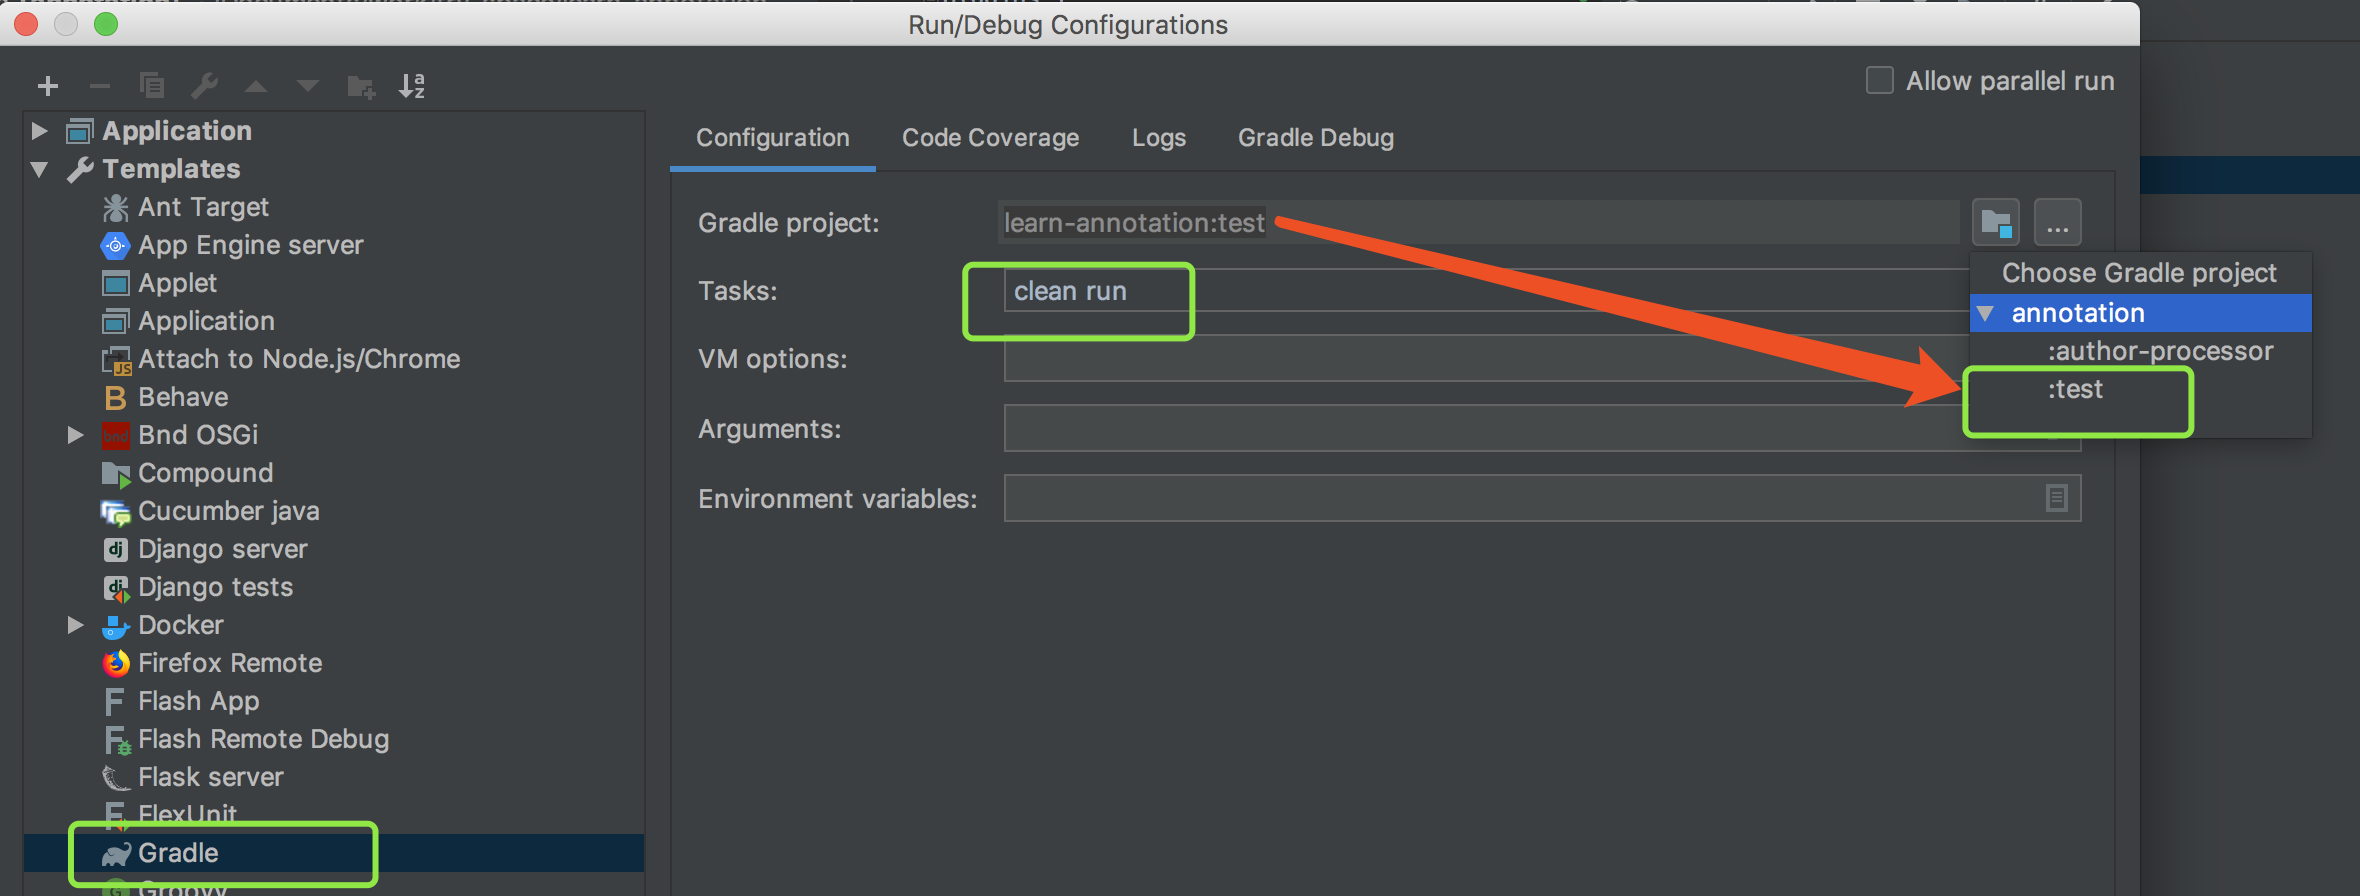 Run/Debug Configurations
Allow parallel run
Application
Templates
Ant Target
App Engine server
Applet
Application
Attach to Node.js/Chrome
Behave
Bnd OSGi
Compound
Cucumber java
Django server
Django tests
Docker
Firefox Remote
Flash App
Flash Remote Debug
Flask server
FlexUnit
Gradle
Groovy
Configuration Code Coverage Logs Gradle Debug
Gradle project: learn-annotation:test ...
Tasks: clean run
VM options:
Arguments:
Environment variables:
Choose Gradle project
annotation
:author-processor
:test